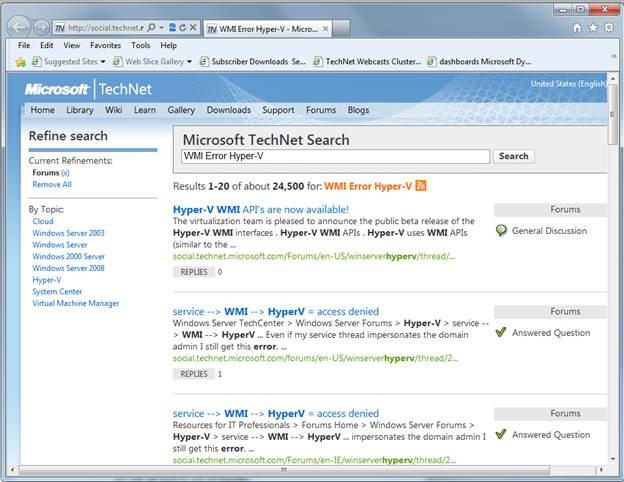 http://social.technet.r
WMI Error Hyper-V - Micro...
File Edit View Favorites Tools Help
Suggested Sites Web Slice Gallery Subscriber Downloads Se... TechNet Webcasts Cluster... dashboards Microsoft Dy...
Microsoft TechNet
United States (English)
Home Library Wiki Learn Gallery Downloads Support Forums Blogs
Refine search
Current Refinements:
Forums (x)
Remove All
By Topic:
Cloud
Windows Server 2003
Windows Server
Windows 2000 Server
Windows Server 2008
Hyper-V
System Center
Virtual Machine Manager
Microsoft TechNet Search
WMI Error Hyper-V
Search
Results 1-20 of about 24,500 for: WMI Error Hyper-V
Hyper-V WMI API's are now available!
The virtualization team is pleased to announce the public beta release of the
Hyper-V WMI interfaces . Hyper-V WMI APIs . Hyper-V uses WMI APIs
(similar to the ...
social.technet.microsoft.com/Forums/en-US/winserverhyperv/thread/...
REPLIES 0
Forums
General Discussion
service --> WMI --> HyperV = access denied
Windows Server TechCenter > Windows Server Forums > Hyper-V > service --
> WMI --> HyperV ... Even if my service thread impersonates the domain
admin I still get this error. ...
social.technet.microsoft.com/forums/en-US/winserverhyperv/thread/2...
REPLIES 1
Forums
Answered Question
service --> WMI --> HyperV = access denied
Resources for IT Professionals > Forums Home > Windows Server Forums >
Hyper-V > service --> WMI --> HyperV ... impersonates the domain admin I
still get this error. ...
social.technet.microsoft.com/Forums/en-IE/winserverhyperv/thread/2...
Forums
Answered Question